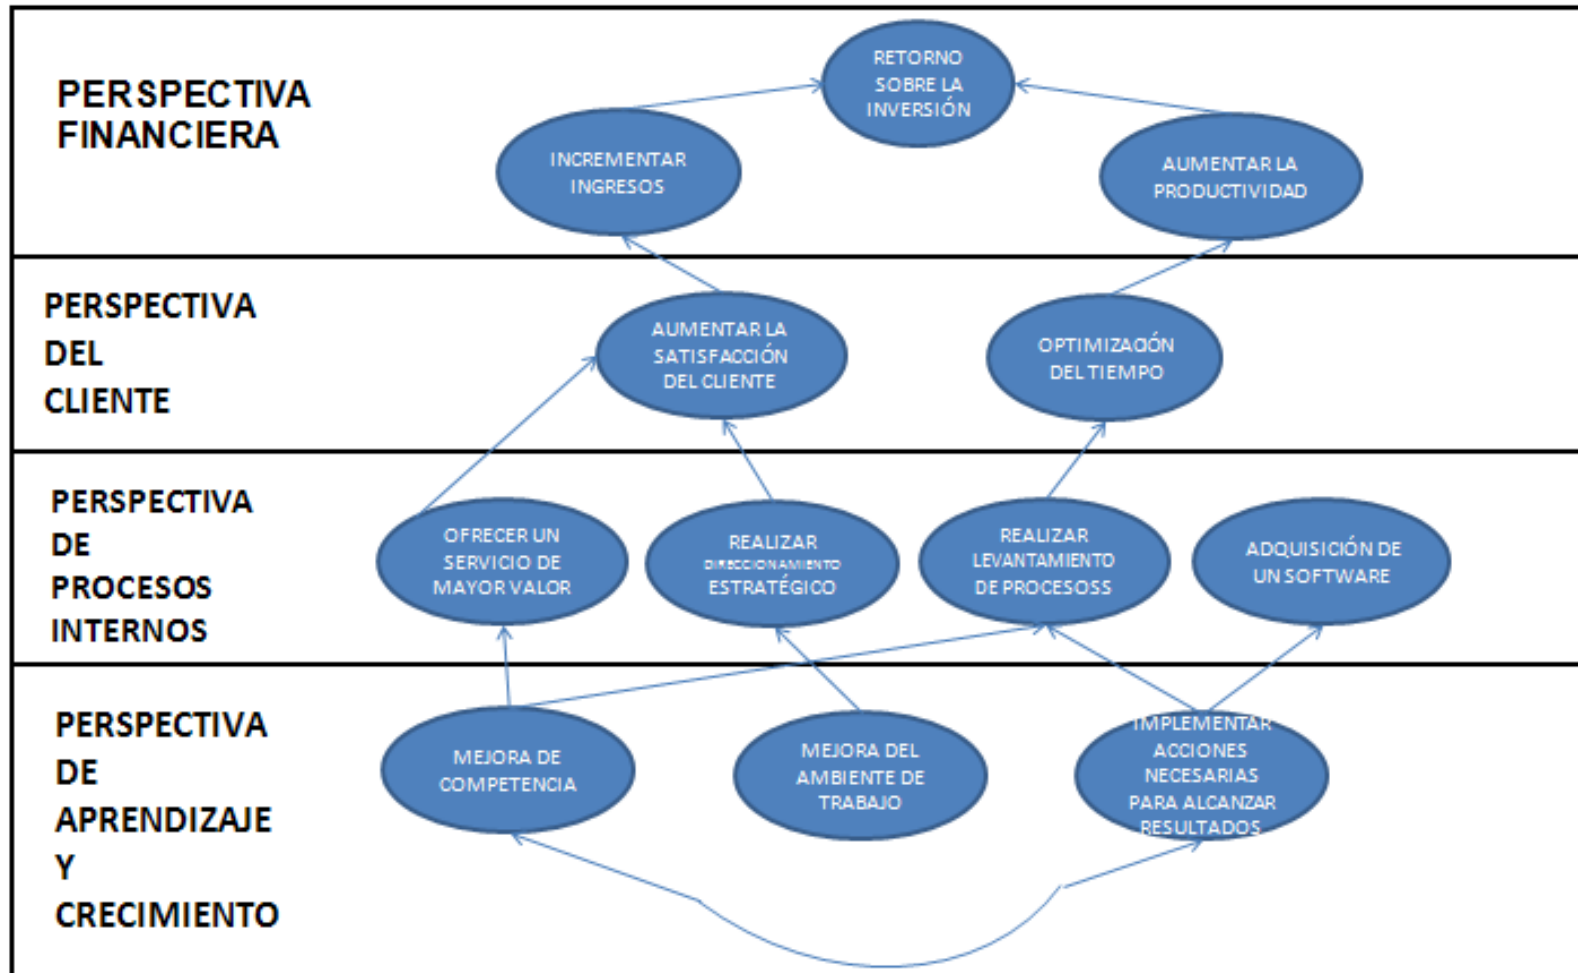 PERSPECTIVA
FINANCIERA
RETORNO
SOBRE LA
INVERSIÓN
INCREMENTAR
INGRESOS
AUMENTAR LA
PRODUCTIVIDAD
PERSPECTIVA
DEL
CLIENTE
AUMENTAR LA
SATISFACCIÓN
DEL CLIENTE
OPTIMIZACIÓN
DEL TIEMPO
PERSPECTIVA
DE
PROCESOS
INTERNOS
OFRECER UN
SERVICIO DE
MAYOR VALOR
REALIZAR
DIRECCIONAMIENTO
ESTRATÉGICO
REALIZAR
LEVANTAMIENTO
DE PROCESOSS
ADQUISICIÓN DE
UN SOFTWARE
PERSPECTIVA
DE
APRENDIZAJE
Y
CRECIMIENTO
MEJORA DE
COMPETENCIA
MEJORA DEL
AMBIENTE DE
TRABAJO
IMPLEMENTAR
ACCIONES
NECESARIAS
PARA ALCANZAR
RESULTADOS.